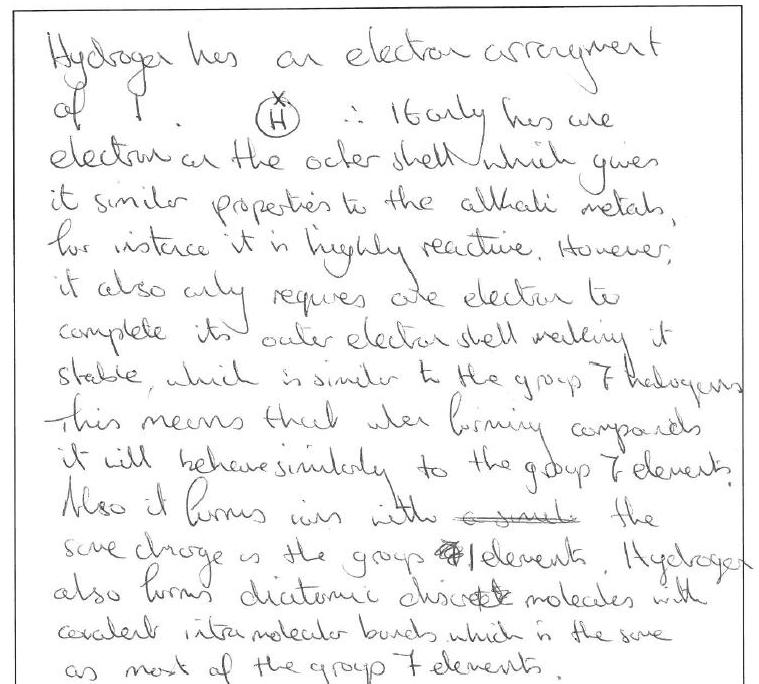 Hydrogen has an electron arrangment
of 1. H x ∴ It only has one
electron on the outer shell which gives
it similar properties to the alkali metals,
for instance it is highly reactive. However,
it also only requires one electron to
complete its outer electron shell making it
stable, which is similar to the group 7 halogens
This means that when forming compounds
it will behave similarly to the group 7 elements.
Also it forms ions with the
same charge as the group 1 elements. Hydrogen
also forms diatomic discrete molecules with
covalent intramolecular bonds which is the same
as most of the group 7 elements.